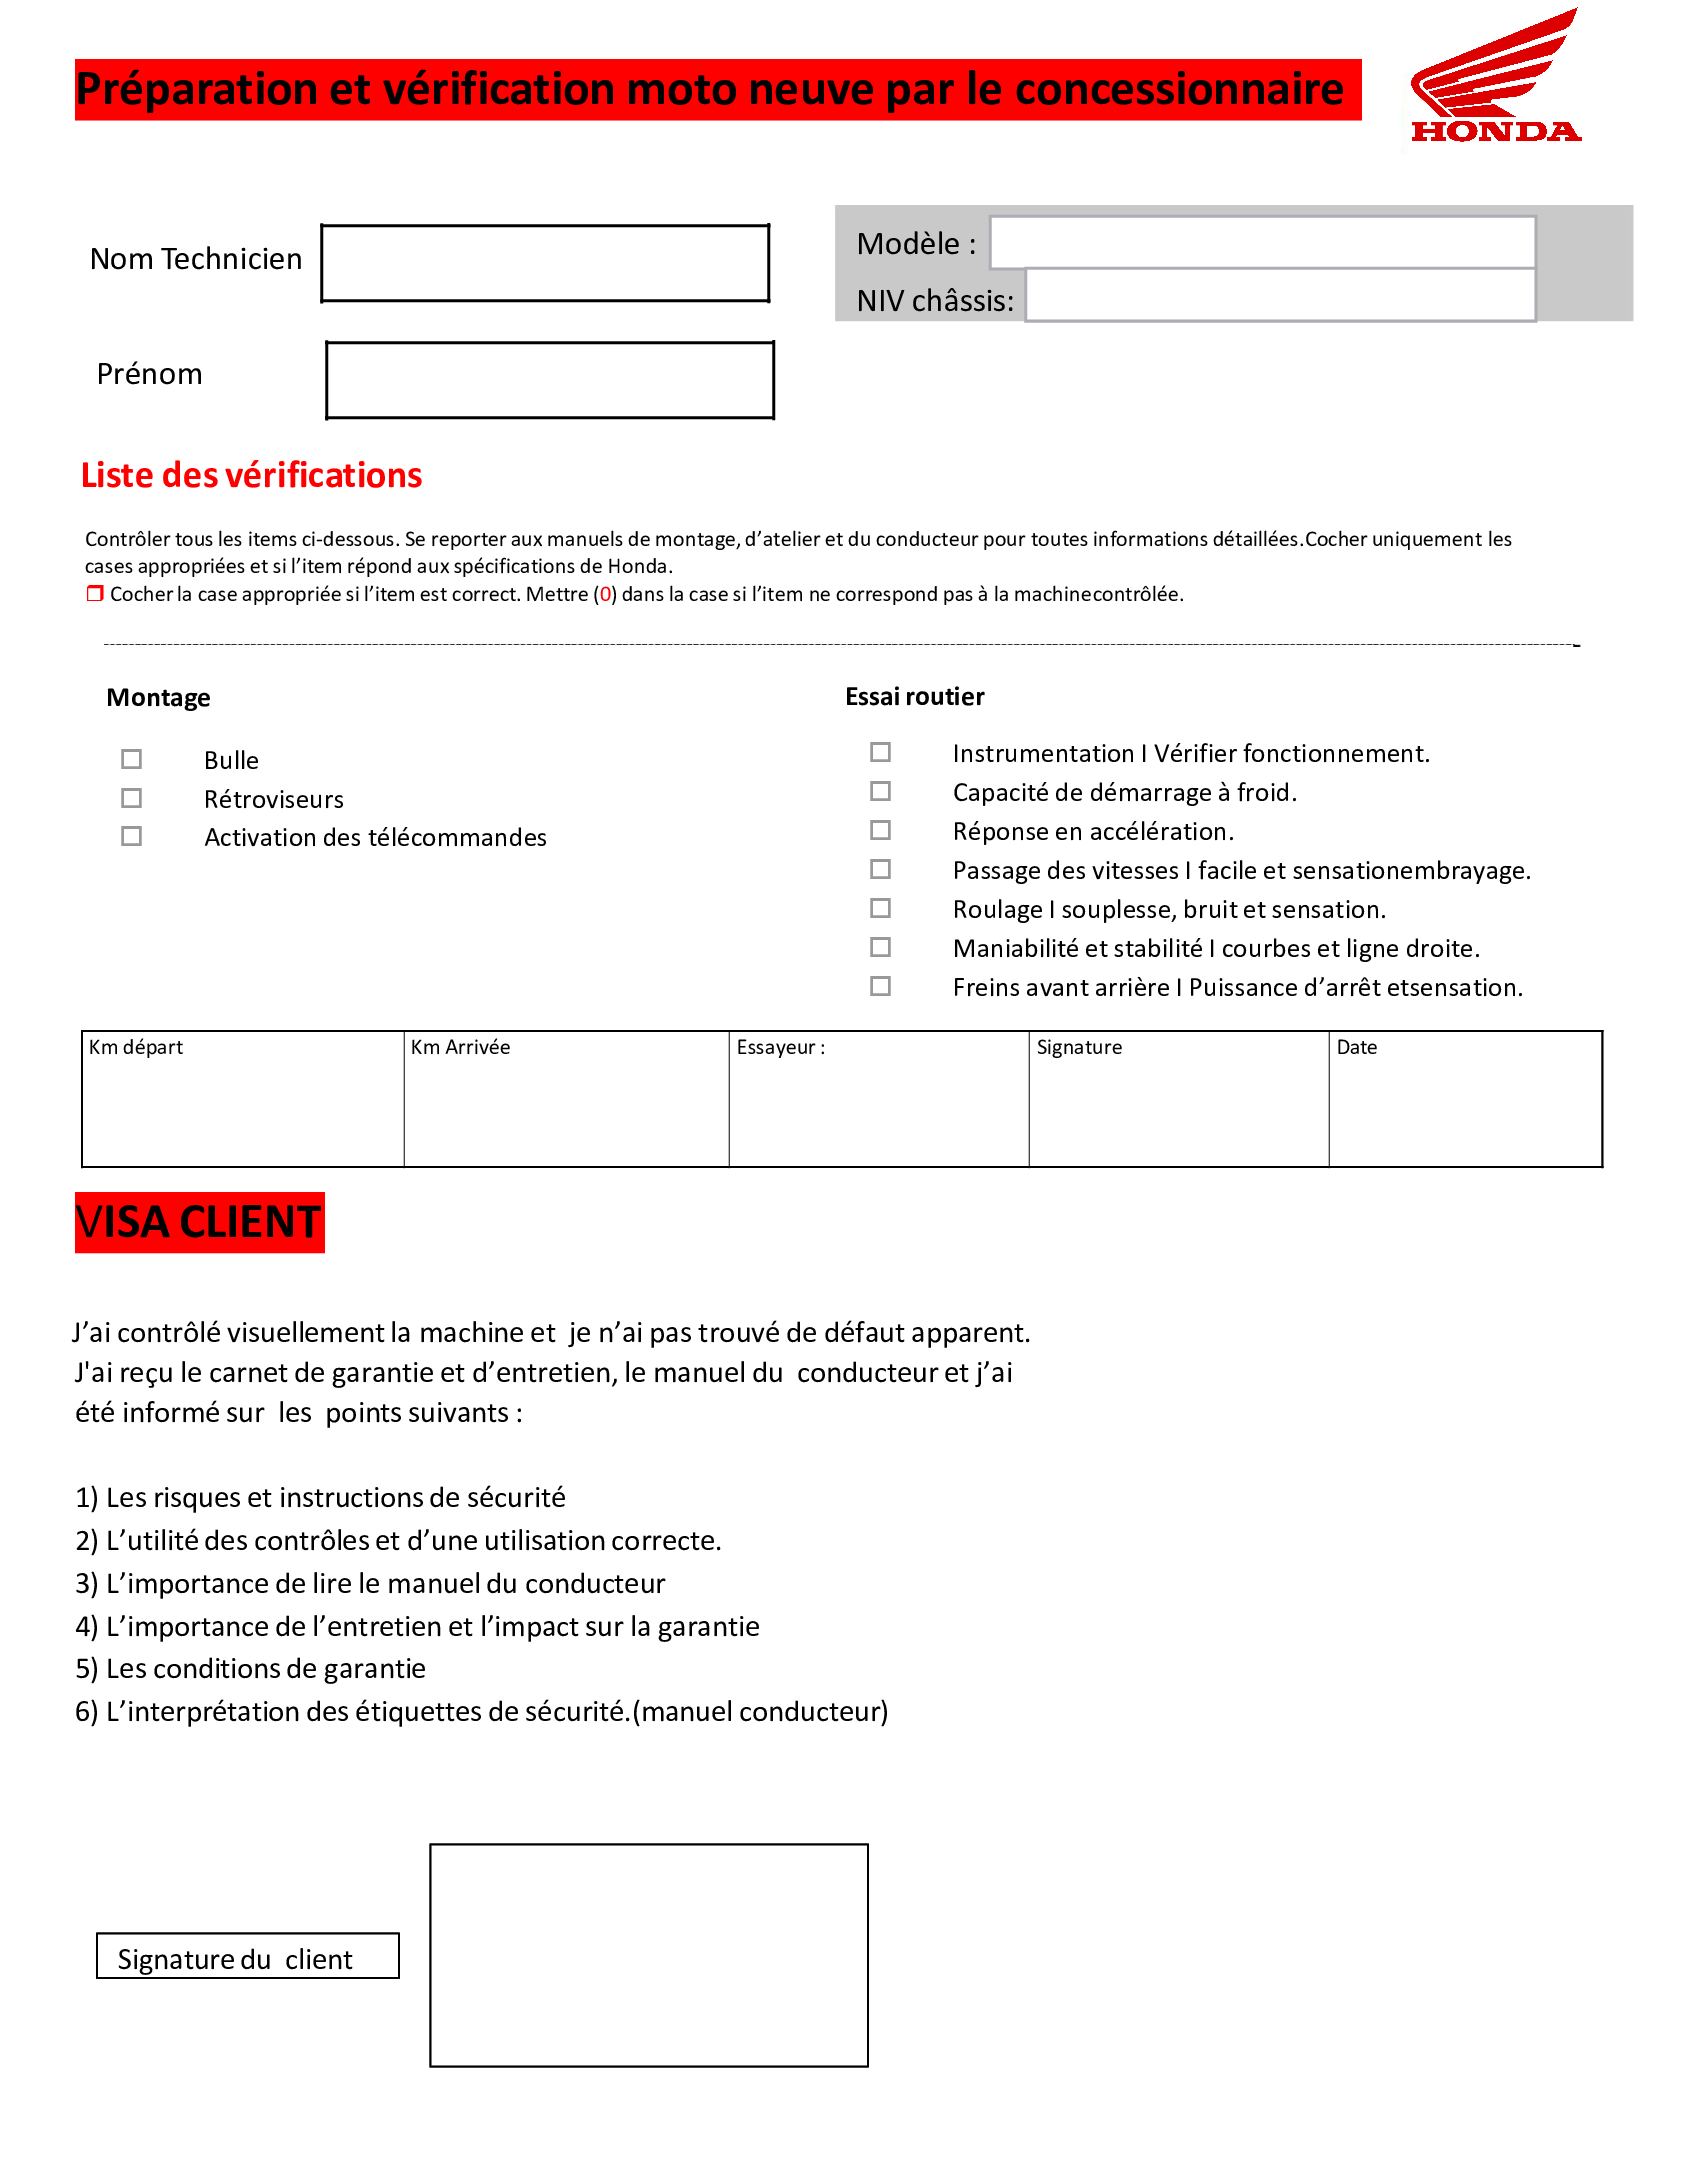 Préparation et vérification moto neuve par le concessionnaire
HONDA
Nom Technicien
Modèle :
NIV châssis:
Prénom
Liste des vérifications
Contrôler tous les items ci-dessous. Se reporter aux manuels de montage, d’atelier et du conducteur pour toutes informations détaillées.Cocher uniquement les
cases appropriées et si l’item répond aux spécifications de Honda.
❒ Cocher la case appropriée si l’item est correct. Mettre (0) dans la case si l’item ne correspond pas à la machinecontrôlée.
Montage
☐ Bulle
☐ Rétroviseurs
☐ Activation des télécommandes
Essai routier
☐ Instrumentation I Vérifier fonctionnement.
☐ Capacité de démarrage à froid.
☐ Réponse en accélération.
☐ Passage des vitesses I facile et sensationembrayage.
☐ Roulage I souplesse, bruit et sensation.
☐ Maniabilité et stabilité I courbes et ligne droite.
☐ Freins avant arrière I Puissance d’arrêt etsensation.
Km départ Km Arrivée Essayeur : Signature Date
VISA CLIENT
J’ai contrôlé visuellement la machine et je n’ai pas trouvé de défaut apparent.
J'ai reçu le carnet de garantie et d’entretien, le manuel du conducteur et j’ai
été informé sur les points suivants :
1) Les risques et instructions de sécurité
2) L’utilité des contrôles et d’une utilisation correcte.
3) L’importance de lire le manuel du conducteur
4) L’importance de l’entretien et l’impact sur la garantie
5) Les conditions de garantie
6) L’interprétation des étiquettes de sécurité.(manuel conducteur)
Signature du client